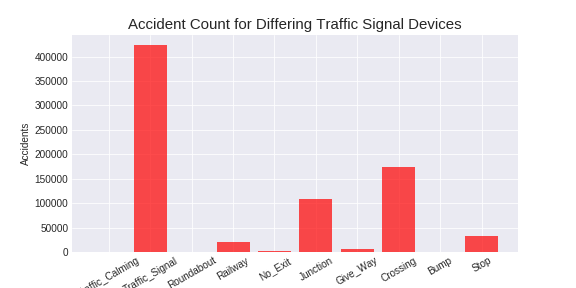 Accident Count for Differing Traffic Signal Devices
400000
350000
300000
250000
200000
150000
100000
50000
0
Accidents
affic_Calming
Traffic_Signal
Roundabout
Railway
No_Exit
Junction
Give_Way
Crossing
Bump
Stop